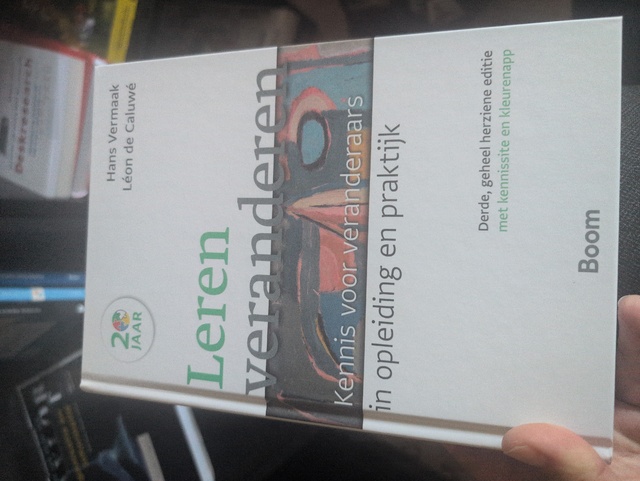 Hans Vermaak
Léon de Caluwé
20
JAAR
Leren
veranderen
Kennis voor veranderaars
in opleiding en praktijk
Derde, geheel herziene editie
met kennissite en kleurenapp
Boom
Deskresearch